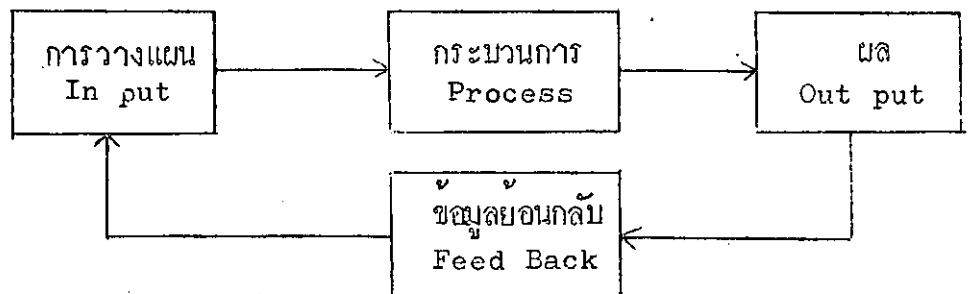 การวางแผน
In put
กระบวนการ
Process
ผล
Out put
ข้อมูลย้อนกลับ
Feed Back